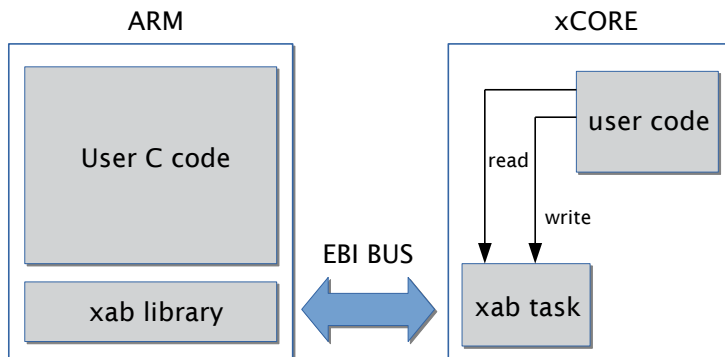 ARM
xCORE
User C code
user code
read
write
EBI BUS
xab library
xab task